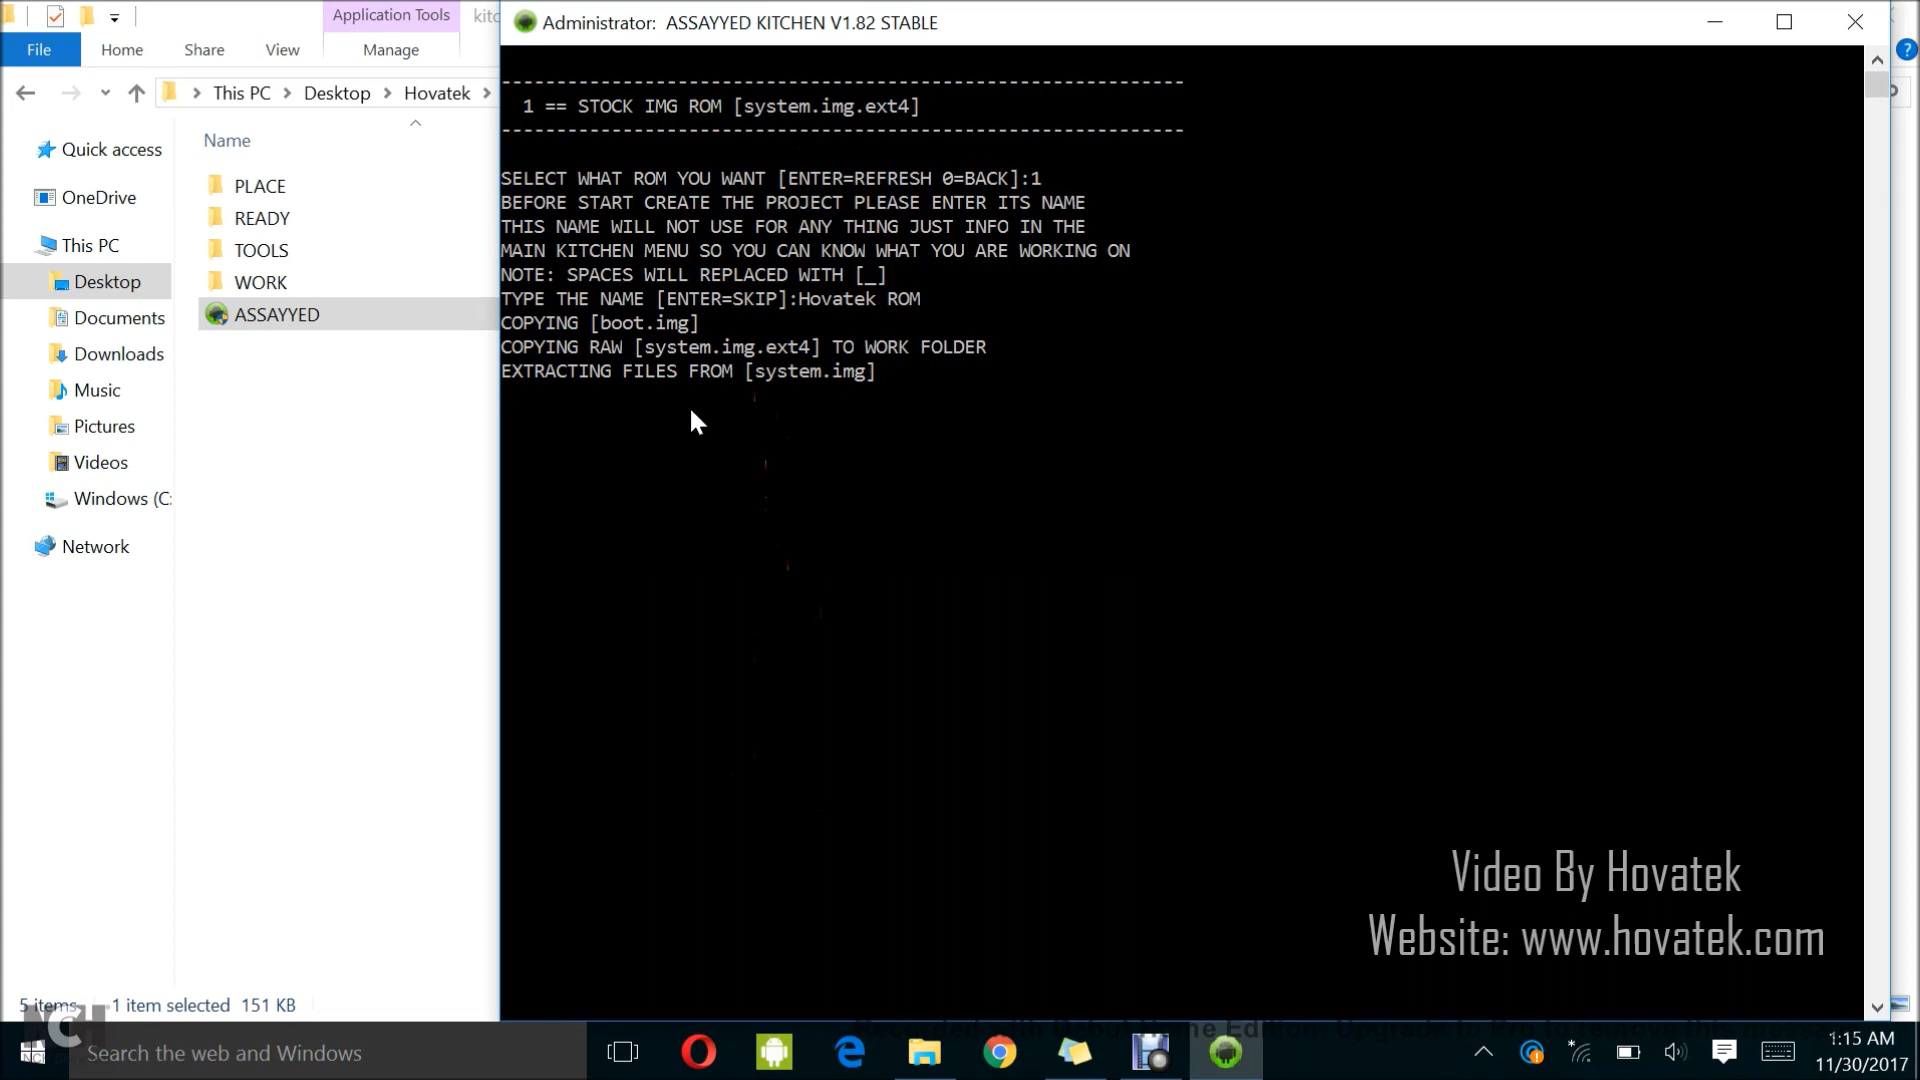 Application Tools
kitc
Administrator: ASSAYYED KITCHEN V1.82 STABLE
File
Home
Share
View
Manage
This PC
Desktop
Hovatek
Name
Quick access
OneDrive
This PC
Desktop
Documents
Downloads
Music
Pictures
Videos
Windows (C:
Network
PLACE
READY
TOOLS
WORK
ASSAYYED
--------------------------------------------------------------
1 == STOCK IMG ROM [system.img.ext4]
--------------------------------------------------------------
SELECT WHAT ROM YOU WANT [ENTER=REFRESH 0=BACK]:1
BEFORE START CREATE THE PROJECT PLEASE ENTER ITS NAME
THIS NAME WILL NOT USE FOR ANY THING JUST INFO IN THE
MAIN KITCHEN MENU SO YOU CAN KNOW WHAT YOU ARE WORKING ON
NOTE: SPACES WILL REPLACED WITH [_]
TYPE THE NAME [ENTER=SKIP]:Hovatek ROM
COPYING [boot.img]
COPYING RAW [system.img.ext4] TO WORK FOLDER
EXTRACTING FILES FROM [system.img]
Video By Hovatek
Website: www.hovatek.com
5 items
1 item selected 151 KB
NCH
Search the web and Windows
1:15 AM
11/30/2017